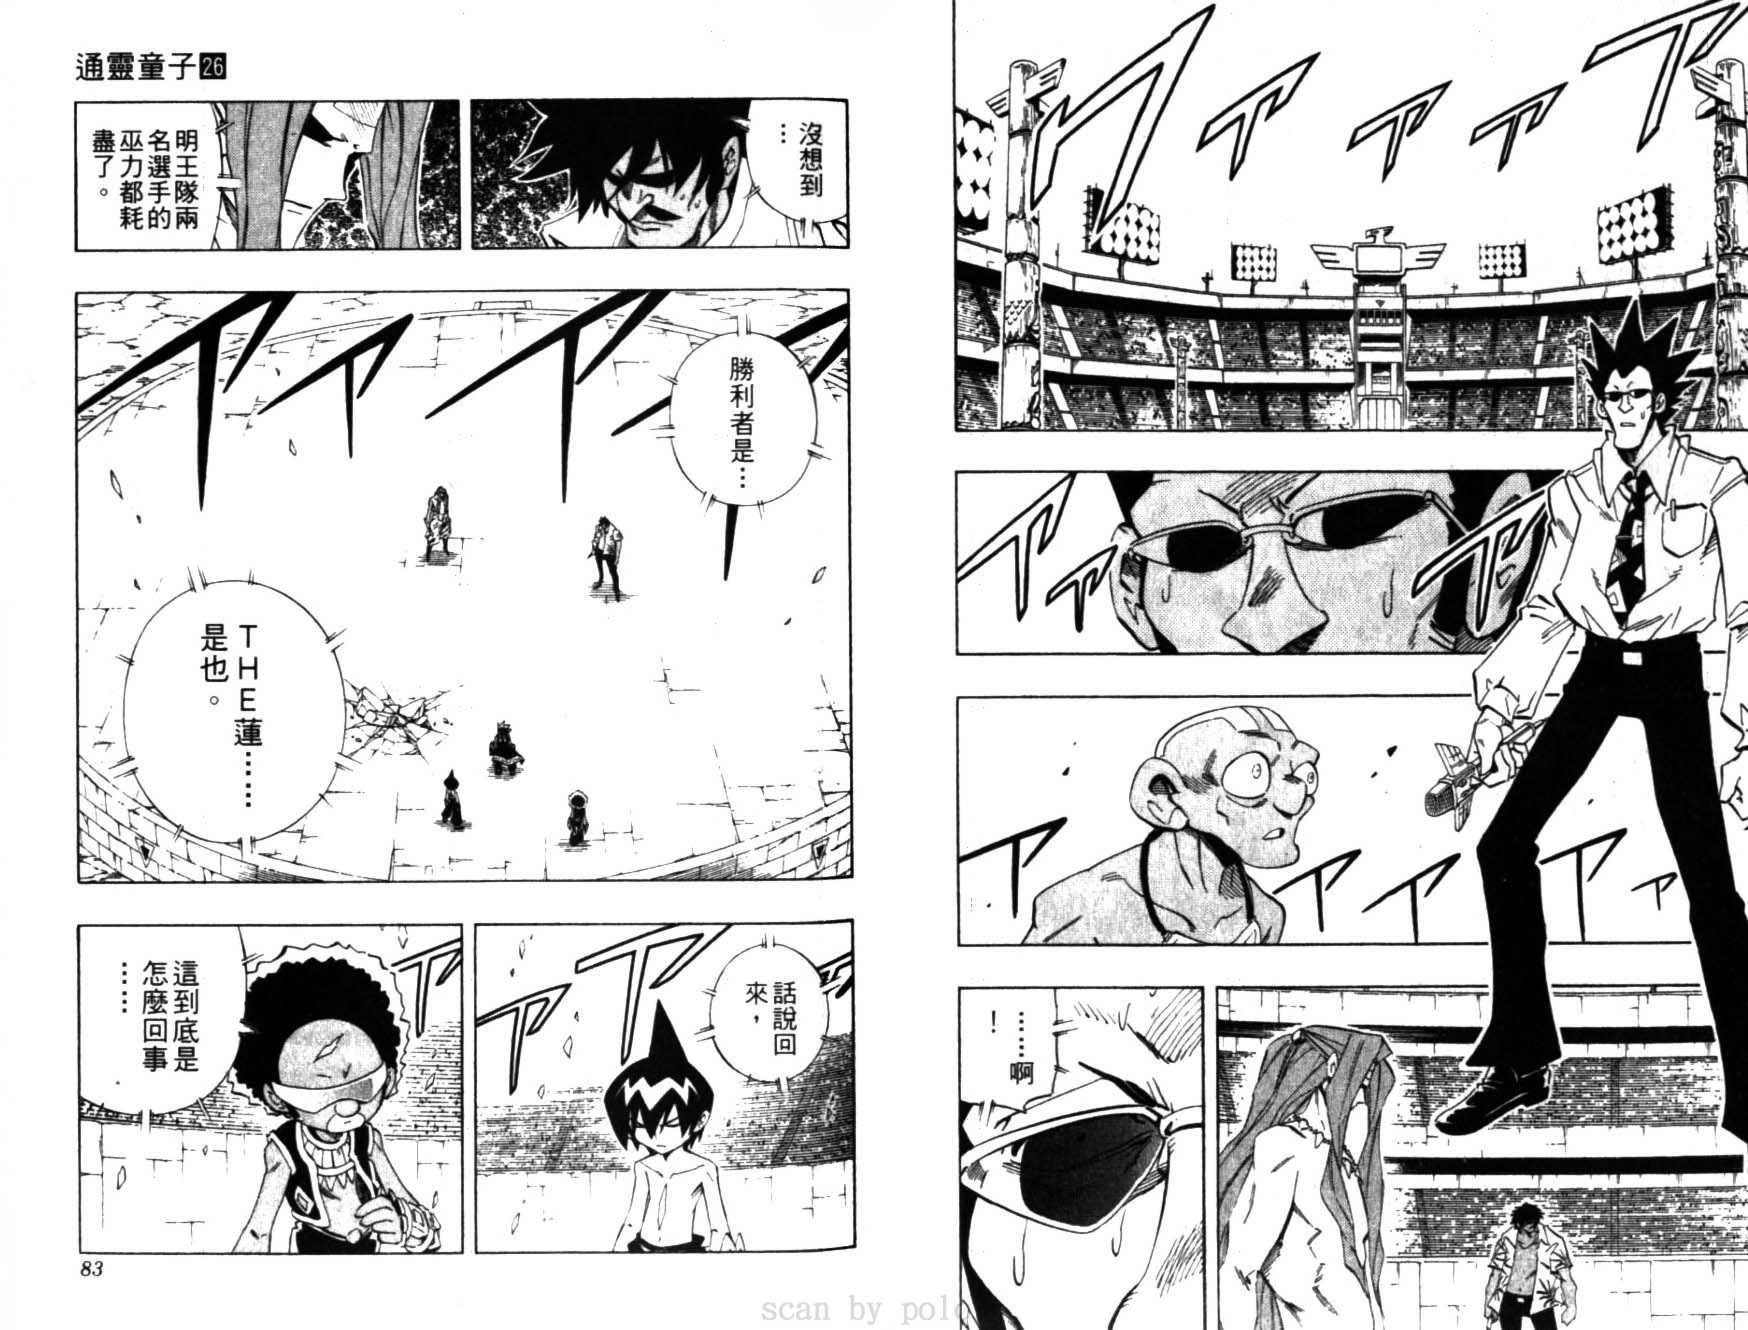 ……啊
！
通靈童子26
沒想到
…
明王隊兩
名選手的
巫力都耗
盡了。
勝利者是…
THE蓮……
是也。
話說回
來，
這到底是
怎麼回事
……
83
scan by polo